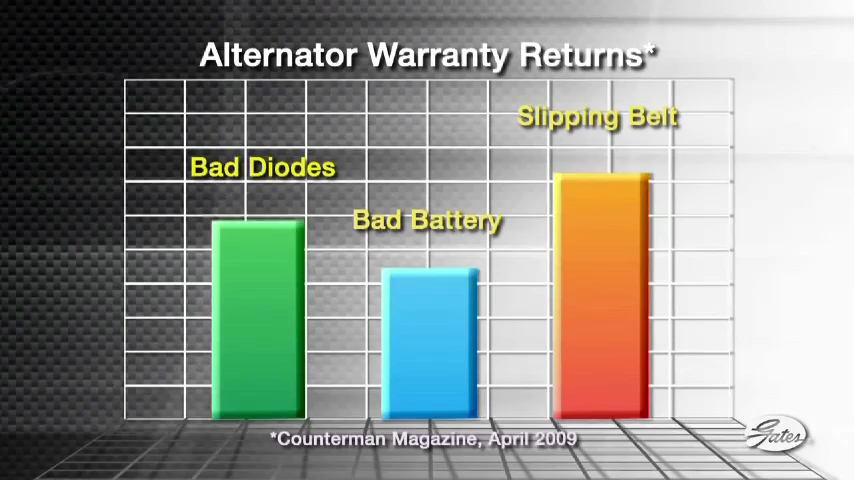 Alternator Warranty Returns*
Slipping Belt
Bad Diodes
Bad Battery
*Counterman Magazine, April 2009
Gates